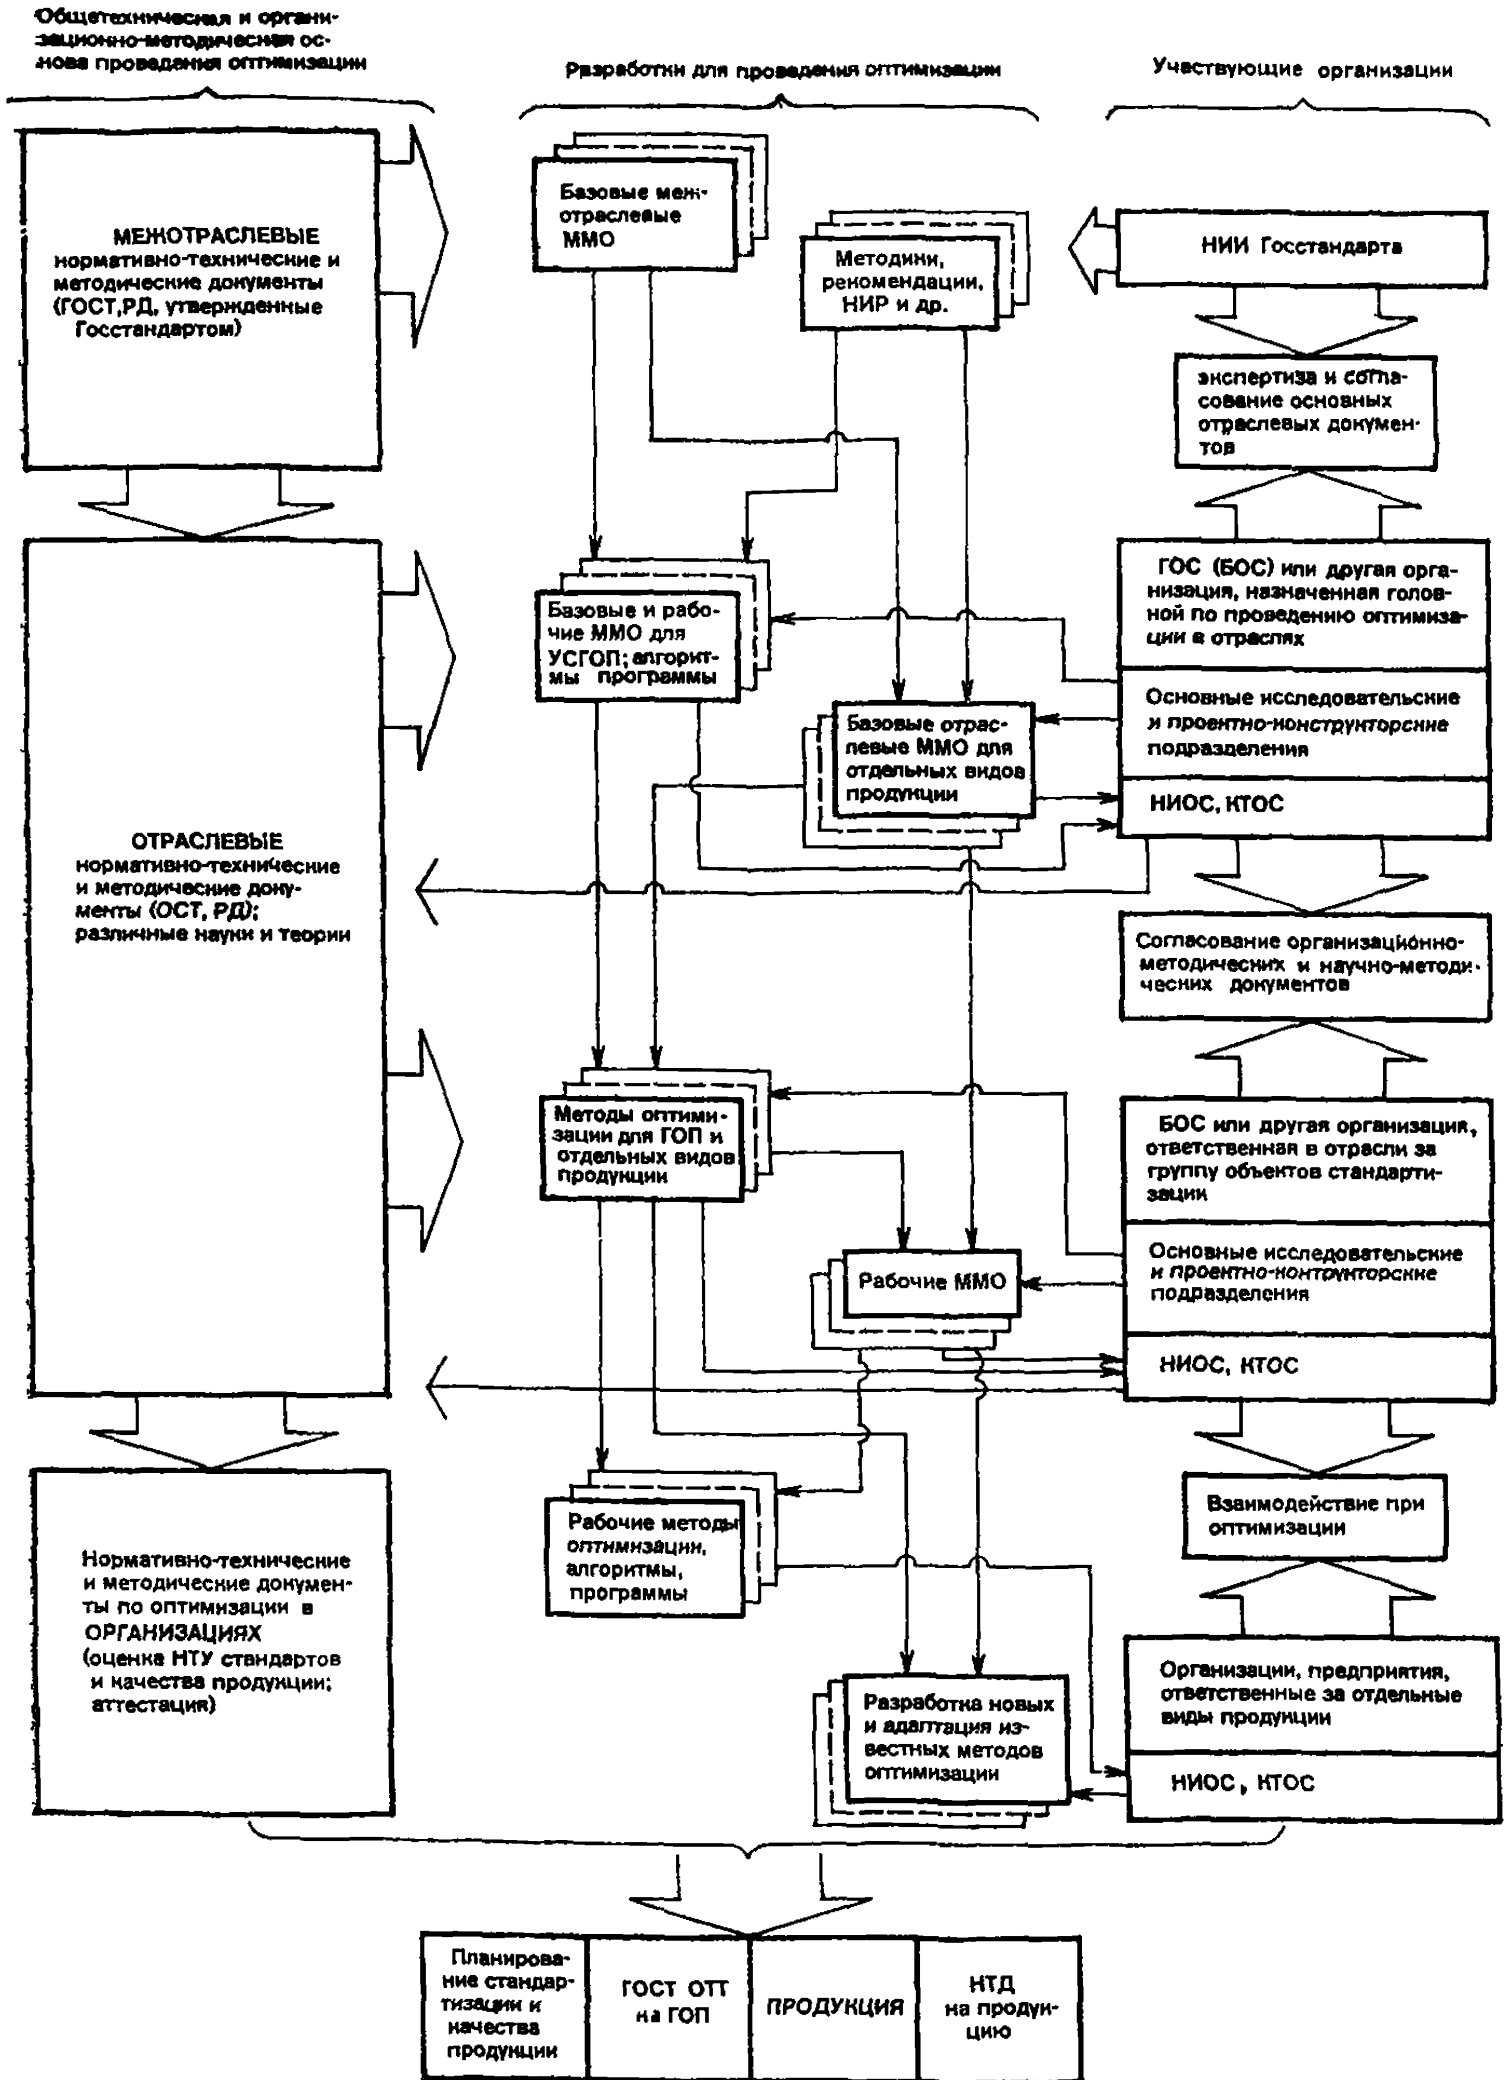 Общетехническая и органи-
зационно-методическая ос-
нова проведения оптимизации
Разработки для проведения оптимизации
Участвующие организации
МЕЖОТРАСЛЕВЫЕ
нормативно-технические и
методические документы
(ГОСТ, РД, утвержденные
Госстандартом)
Базовые меж-
отраслевые
ММО
Методики,
рекомендации,
НИР и др.
НИИ Госстандарта
экспертиза и согла-
сование основных
отраслевых докумен-
тов
ОТРАСЛЕВЫЕ
нормативно-технические
и методические доку-
менты (ОСТ, РД);
различные науки и теории
Базовые и рабо-
чие ММО для
УСГОП; алгорит-
мы программы
Базовые отрас-
левые ММО для
отдельных видов
продукции
ГОС (БОС) или другая орга-
низация, назначенная голов-
ной по проведению оптимиза-
ции в отраслях
Основные исследовательские
и проектно-конструкторские
подразделения
НИОС, КТОС
Согласование организационно-
методических и научно-методи-
ческих документов
Методы оптими-
зации для ГОП и
отдельных видов
продукции
Рабочие ММО
БОС или другая организация,
ответственная в отрасли за
группу объектов стандарти-
зации
Основные исследовательские
и проектно-контрукторские
подразделения
НИОС, КТОС
Взаимодействие при
оптимизации
Нормативно-технические
и методические докумен-
ты по оптимизации в
ОРГАНИЗАЦИЯХ
(оценка НТУ стандартов
и качества продукции;
аттестация)
Рабочие методы
оптимизации,
алгоритмы,
программы
Разработка новых
и адаптация из-
вестных методов
оптимизации
Организации, предприятия,
ответственные за отдельные
виды продукции
НИОС, КТОС
Планирова-
ние стандар-
тизации и
качества
продукции
ГОСТ ОТТ
на ГОП
ПРОДУКЦИЯ
НТД
на продук-
цию